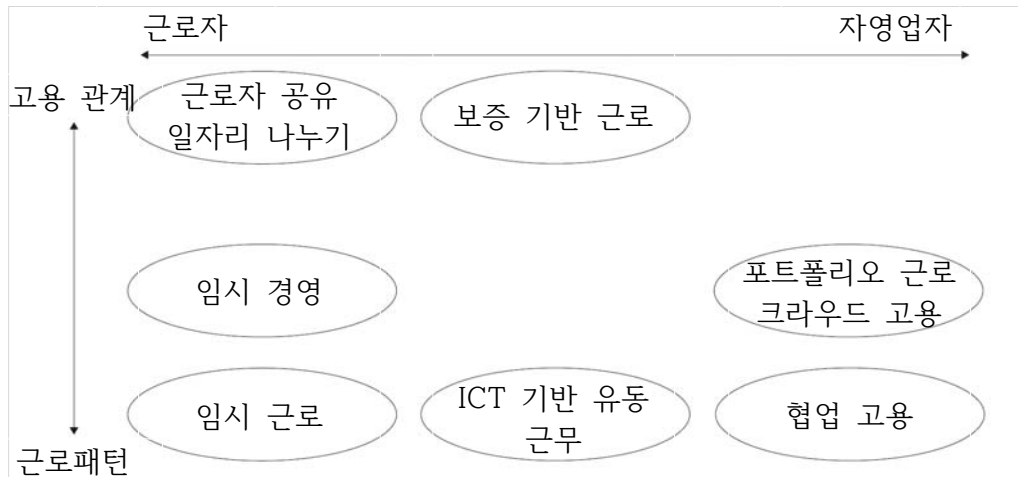 근로자 자영업자
고용 관계
근로자 공유
일자리 나누기
보증 기반 근로
임시 경영
포트폴리오 근로
크라우드 고용
임시 근로
ICT 기반 유동
근무
협업 고용
근로패턴